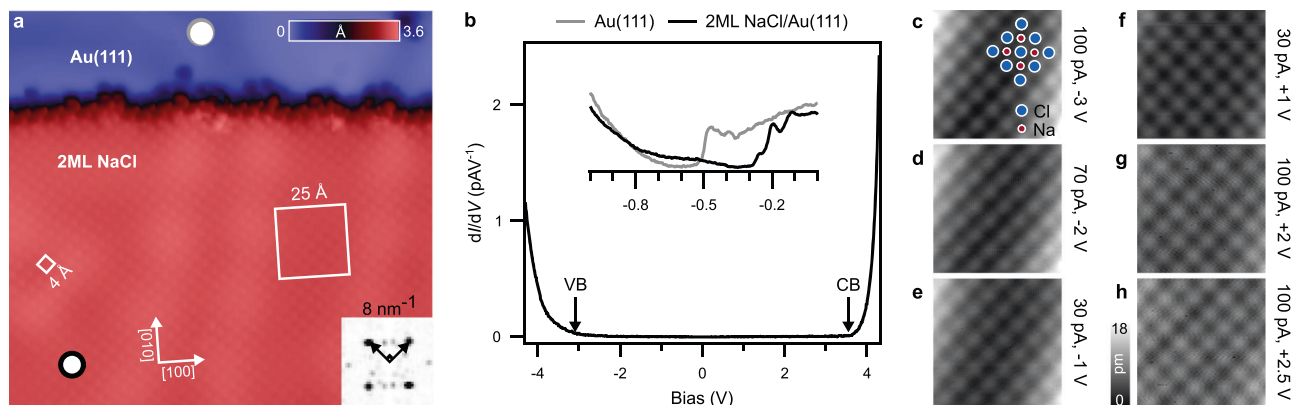 a
Au(111)
0
Å
3.6
2ML NaCl
25 Å
4 Å
[010]
[100]
8 nm⁻¹
b
Au(111)
2ML NaCl/Au(111)
dI/dV (pAV⁻¹)
2
1
0
-0.8
-0.5
-0.2
VB
CB
-4
-2
0
2
4
Bias (V)
c
Cl
Na
100 pA, -3 V
d
70 pA, -2 V
e
30 pA, -1 V
f
30 pA, +1 V
g
100 pA, +2 V
h
18
pm
0
100 pA, +2.5 V